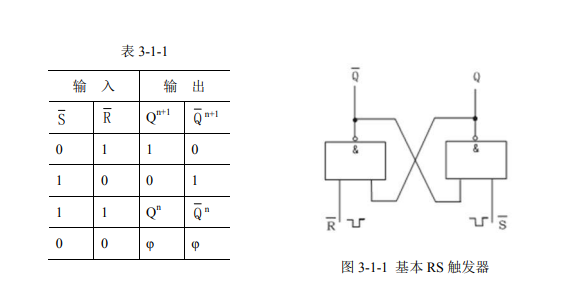 表 3-1-1
输 入 输 出
S̅ R̅ Qⁿ⁺¹ Q̅ⁿ⁺¹
0 1 1 0
1 0 0 1
1 1 Qⁿ Q̅ⁿ
0 0 φ φ
Q̅ Q
& &
R̅ S̅
图 3-1-1 基本 RS 触发器